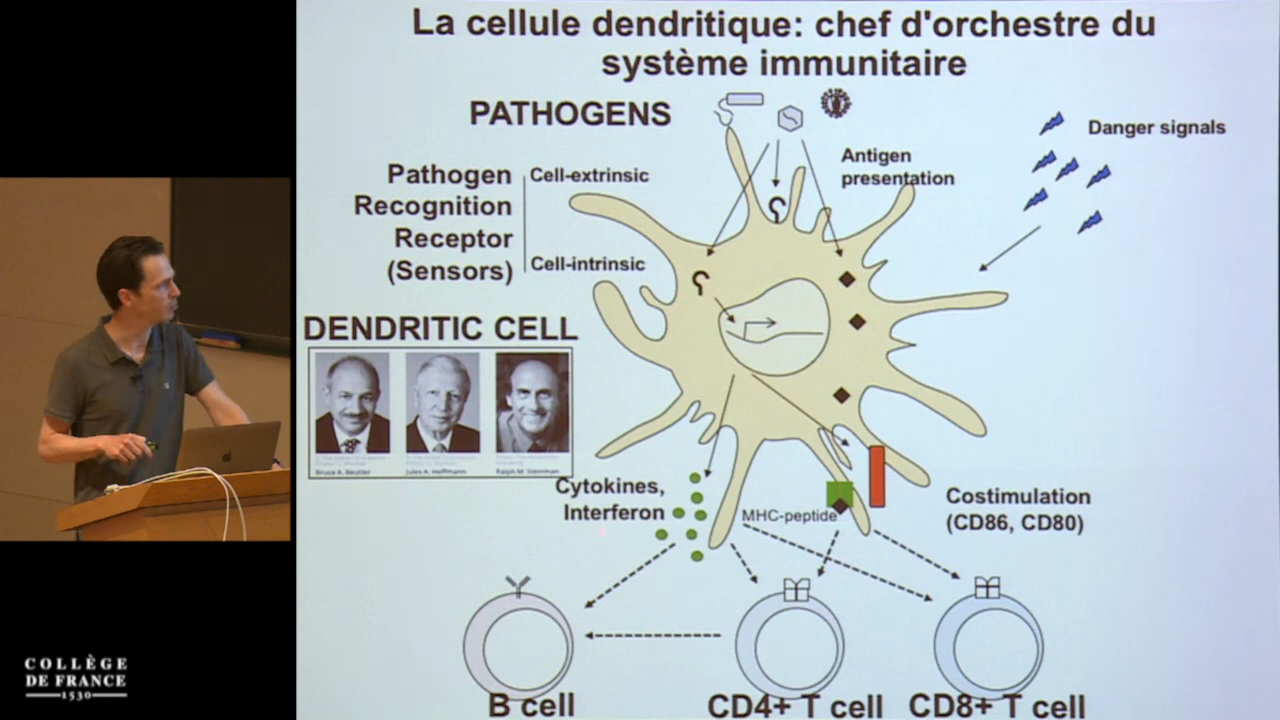 La cellule dendritique: chef d'orchestre du
système immunitaire
PATHOGENS
Danger signals
Antigen
presentation
Pathogen
Recognition
Receptor
(Sensors)
Cell-extrinsic
Cell-intrinsic
DENDRITIC CELL
Bruce A. Beutler
Jules A. Hoffmann
Ralph M. Steinman
Cytokines,
Interferon
MHC-peptide
Costimulation
(CD86, CD80)
B cell
CD4+ T cell
CD8+ T cell
COLLÈGE
DE FRANCE
1530